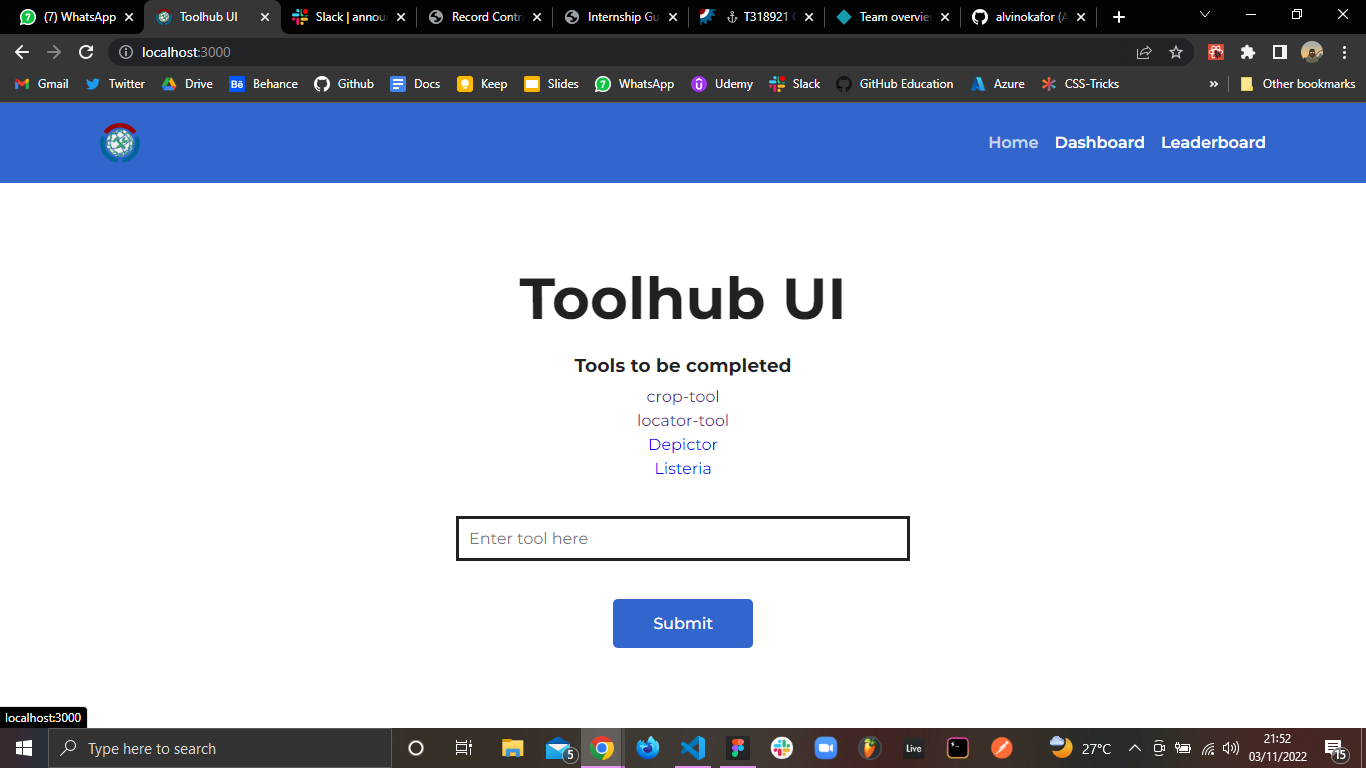 (7) WhatsApp
Toolhub UI
Slack | annou
Record Contri
Internship Gu
T318921
Team overvie
alvinokafor (A
localhost:3000
Gmail Twitter Drive Behance Github Docs Keep Slides WhatsApp Udemy Slack GitHub Education Azure CSS-Tricks » Other bookmarks
Home Dashboard Leaderboard
Toolhub UI
Tools to be completed
crop-tool
locator-tool
Depictor
Listeria
Enter tool here
Submit
localhost:3000
Type here to search
5
Live
27°C
21:52
03/11/2022
15